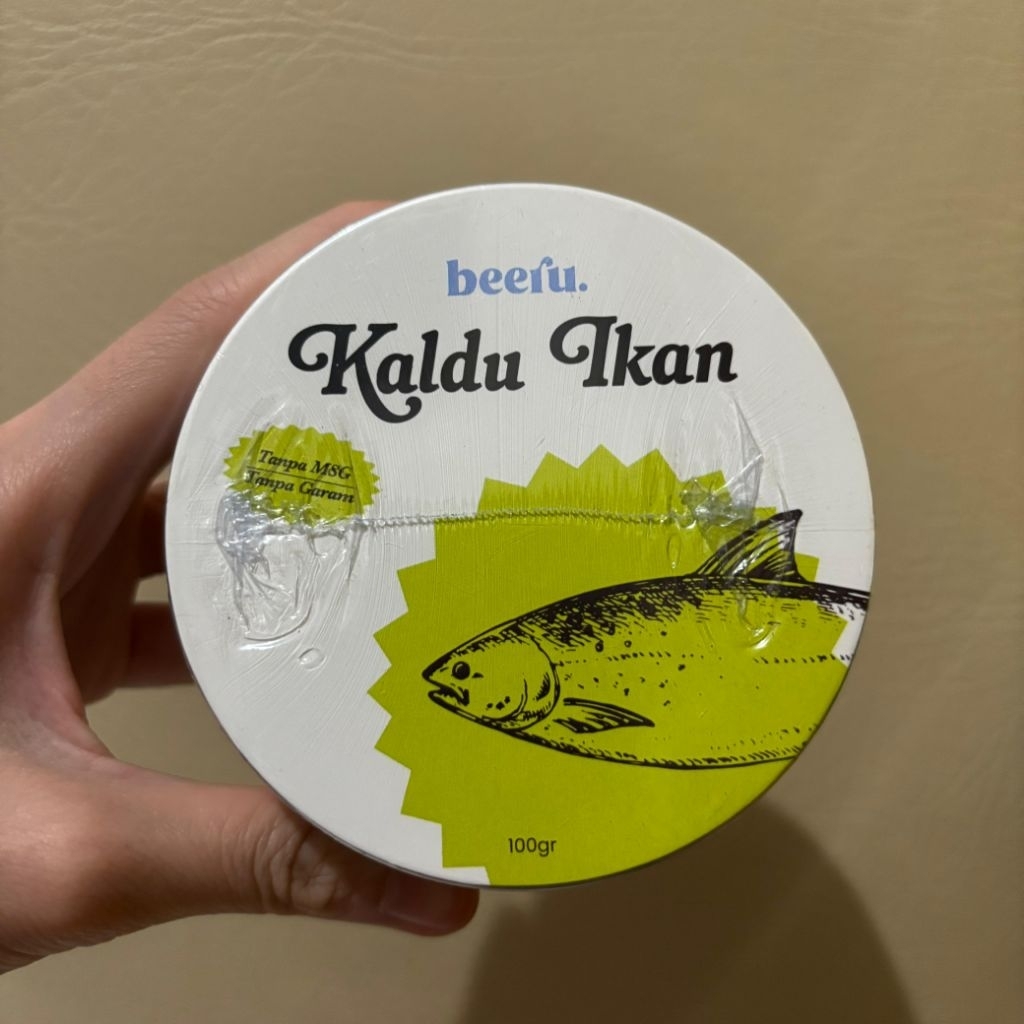 beeru.
Kaldu Ikan
Tanpa MSG
Tanpa Garam
100gr